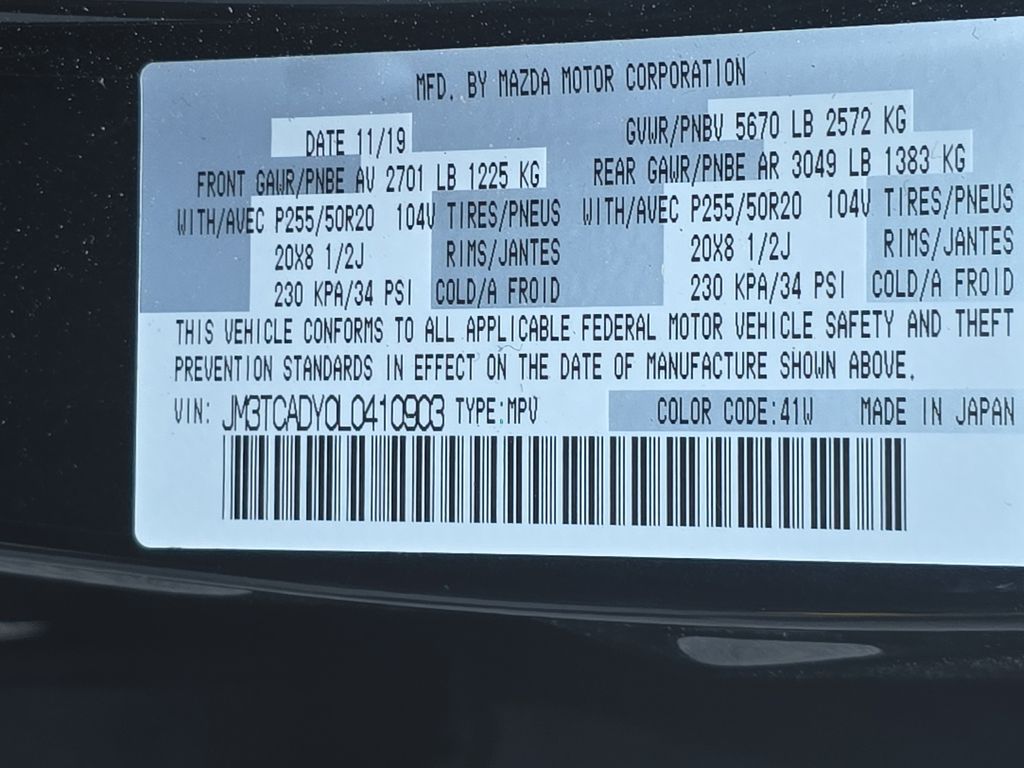 MFD. BY MAZDA MOTOR CORPORATION
DATE 11/19 GVWR/PNBV 5670 LB 2572 KG
FRONT GAWR/PNBE AV 2701 LB 1225 KG REAR GAWR/PNBE AR 3049 LB 1383 KG
WITH/AVEC P255/50R20 104V TIRES/PNEUS WITH/AVEC P255/50R20 104V TIRES/PNEUS
20X8 1/2J RIMS/JANTES 20X8 1/2J RIMS/JANTES
230 KPA/34 PSI COLD/A FROID 230 KPA/34 PSI COLD/A FROID
THIS VEHICLE CONFORMS TO ALL APPLICABLE FEDERAL MOTOR VEHICLE SAFETY AND THEFT
PREVENTION STANDARDS IN EFFECT ON THE DATE OF MANUFACTURE SHOWN ABOVE.
VIN: JM3TCADY0L0410903 TYPE:MPV COLOR CODE:41W MADE IN JAPAN